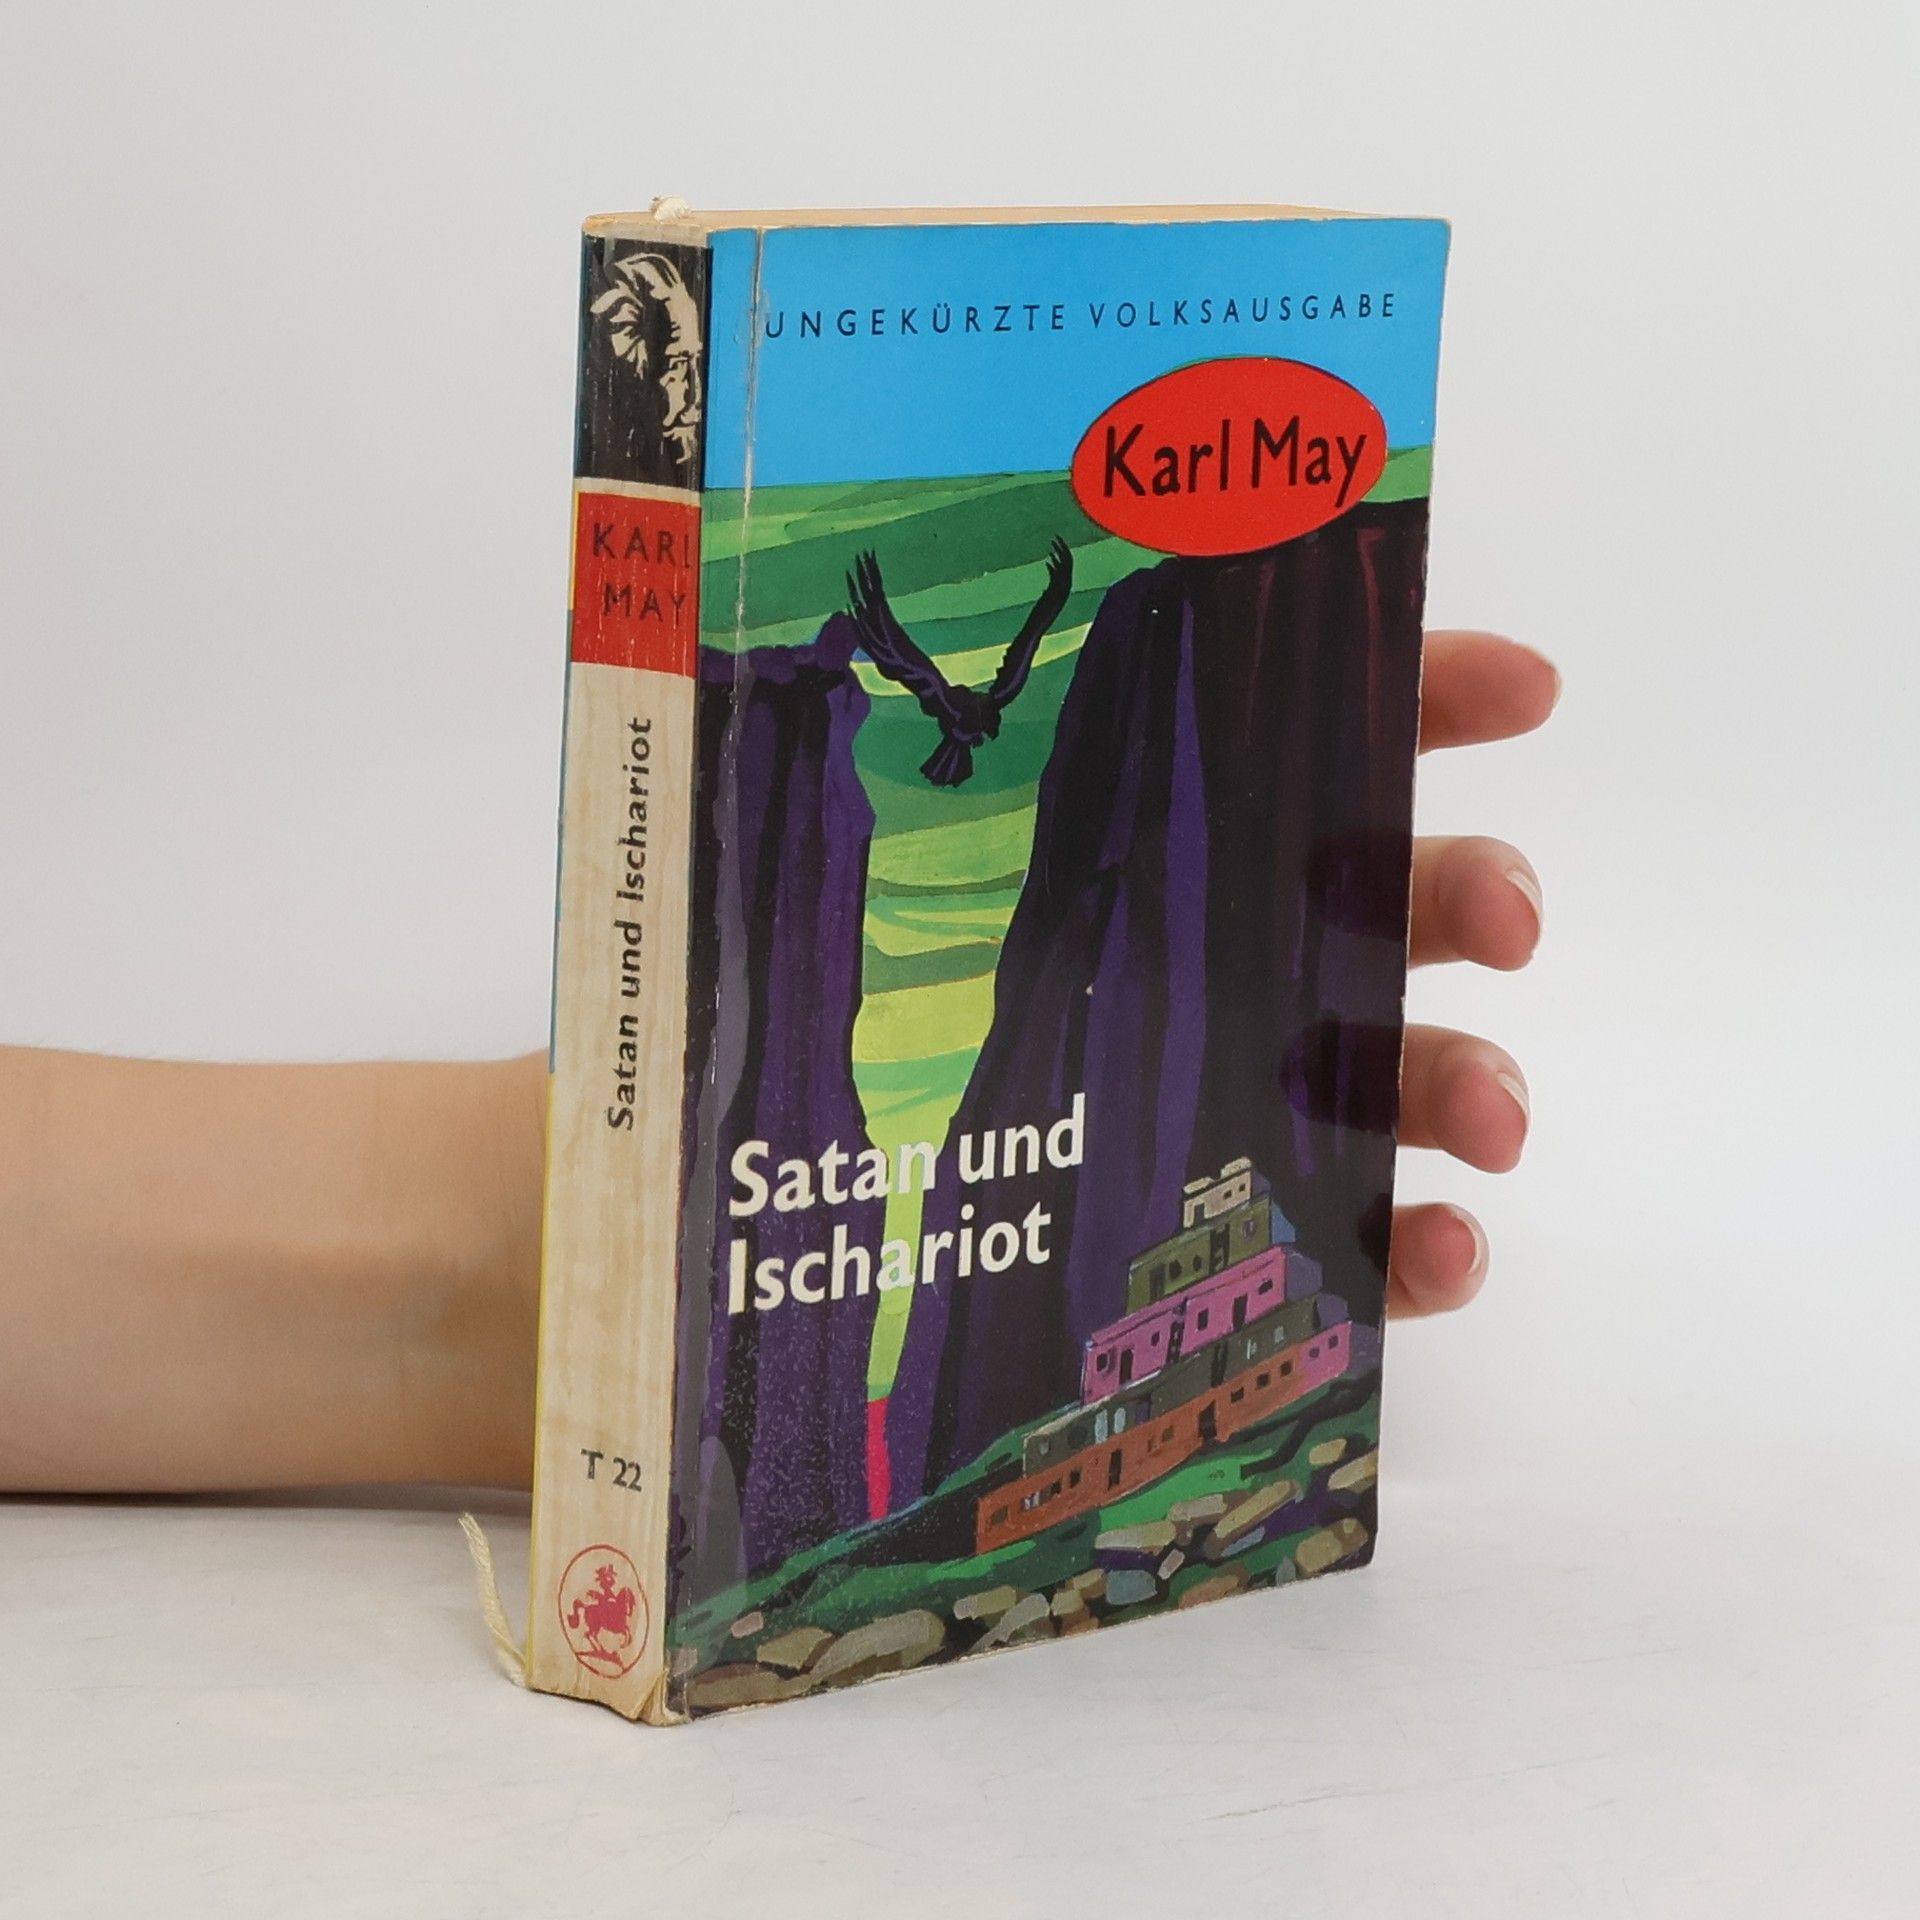 UNGEKÜRZTE VOLKSAUSGABE
Karl May
Satan und
Ischariot
KARL
MAY
Satan und Ischariot
T 22